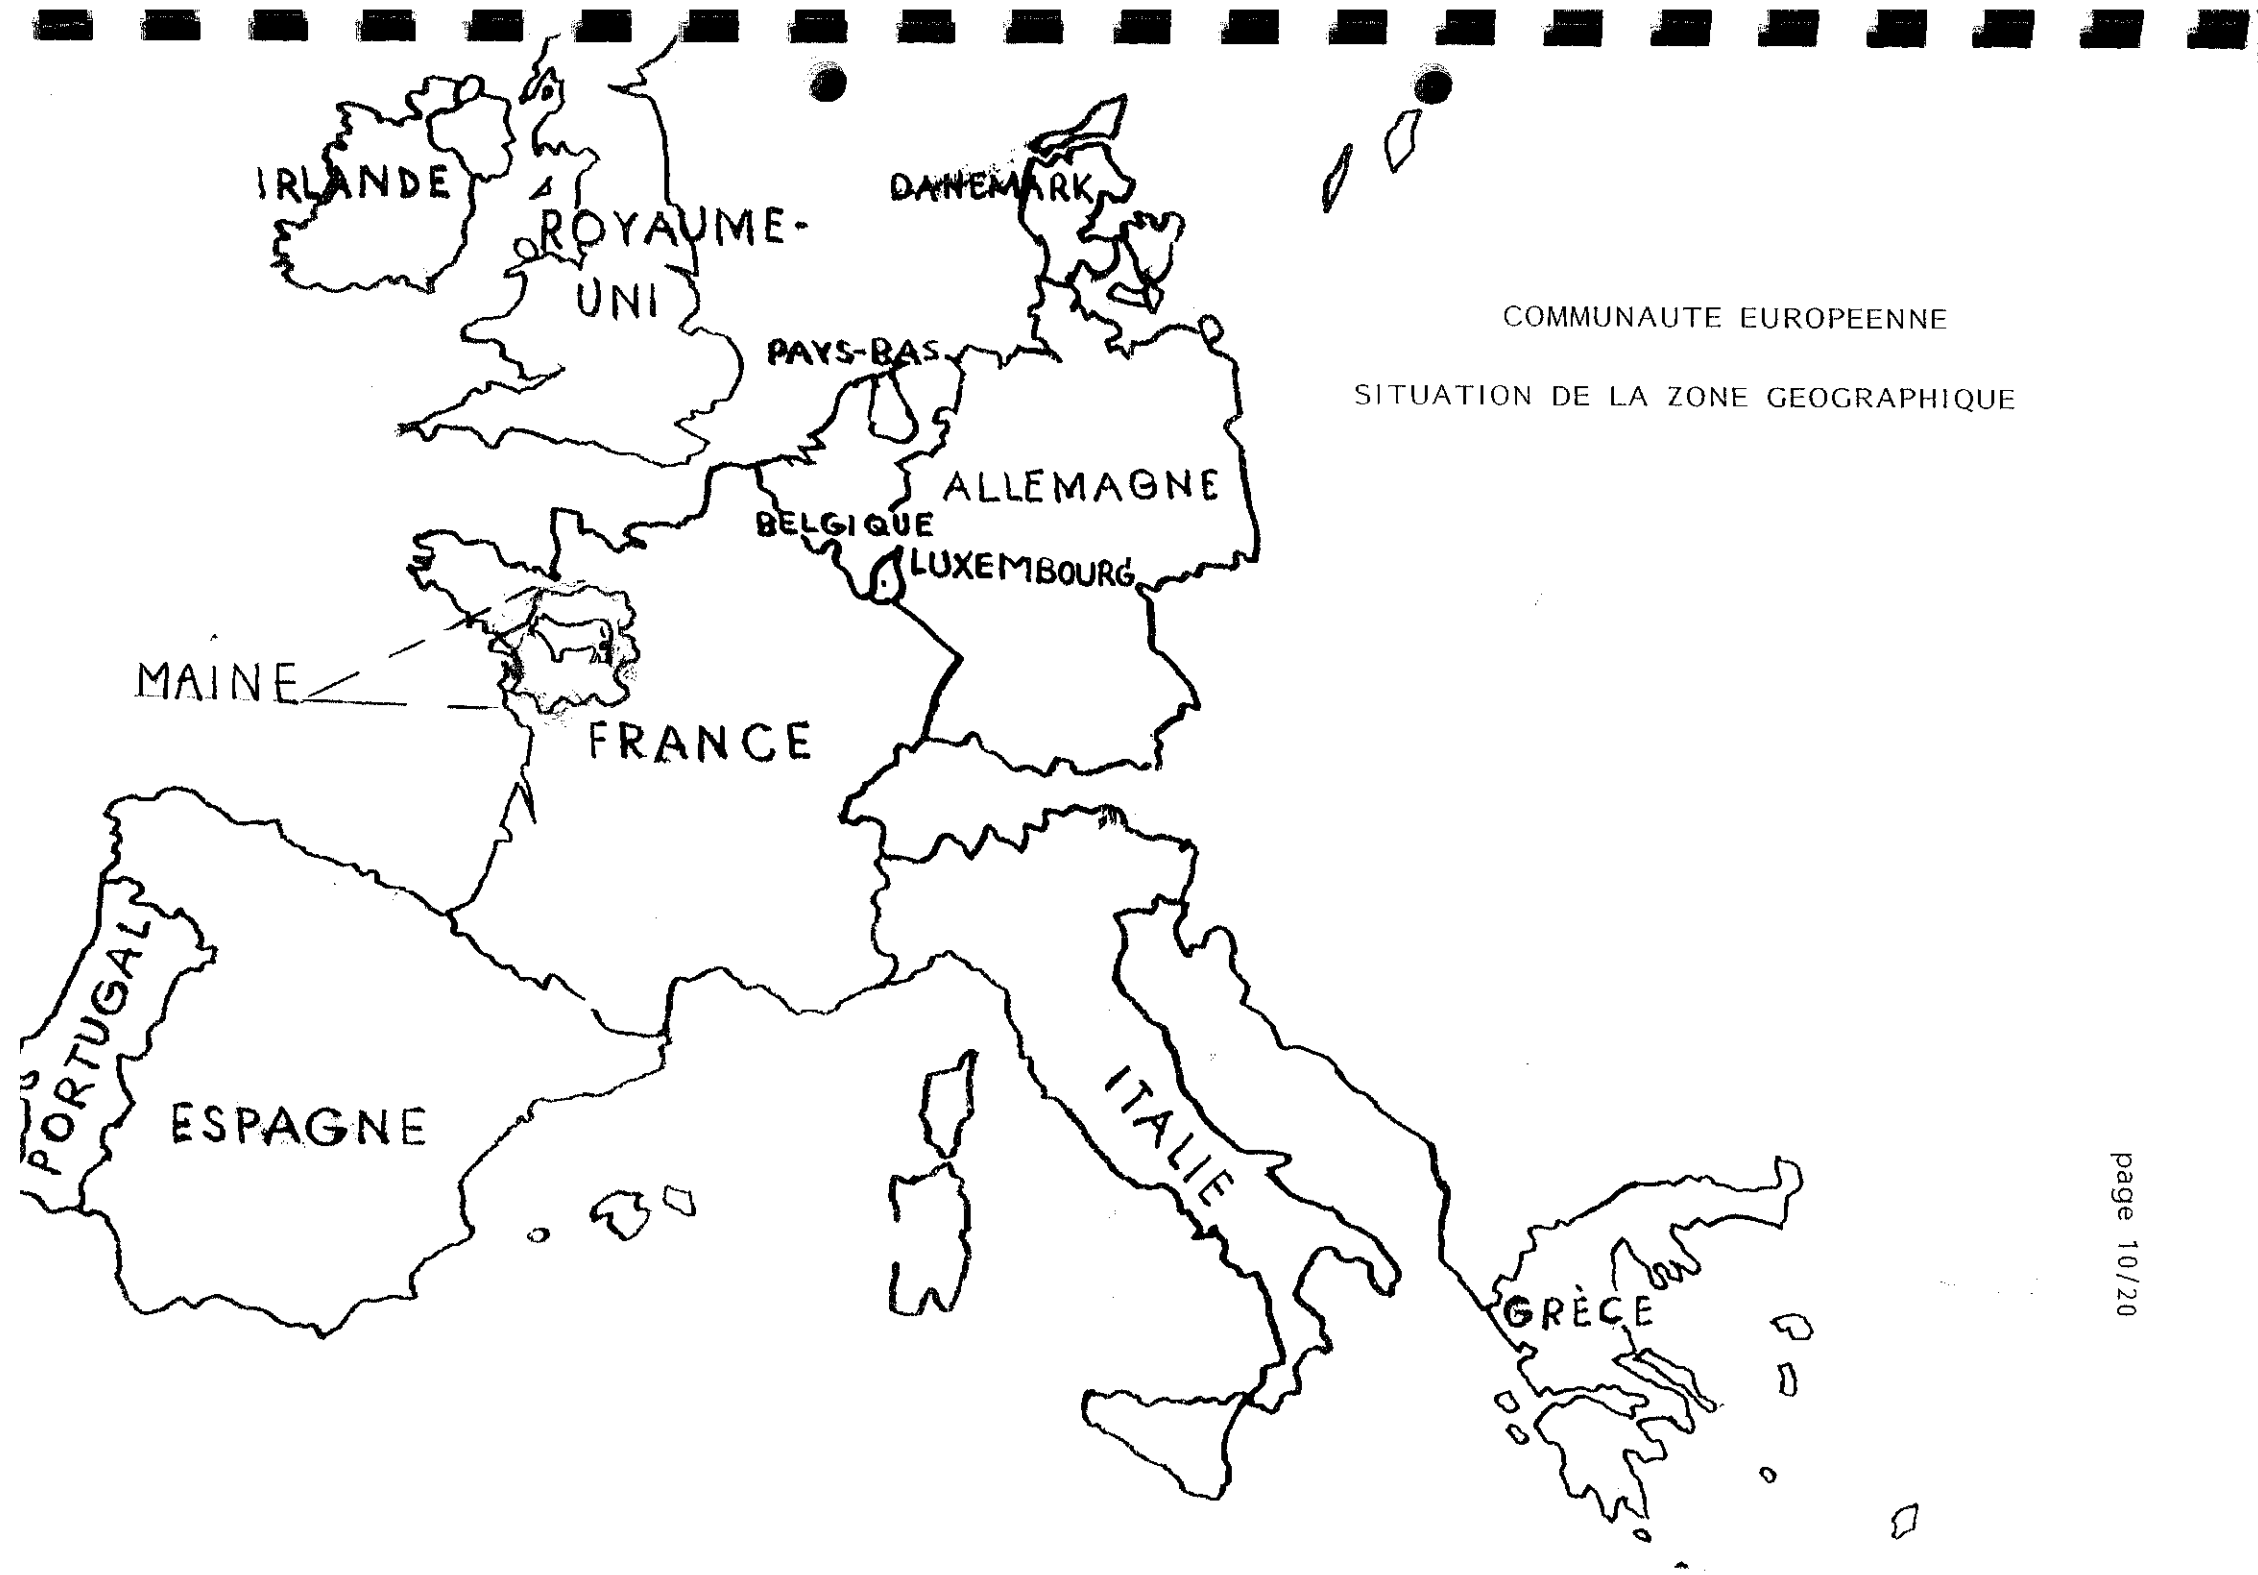 IRLANDE
DANEMARK
ROYAUME-
UNI
COMMUNAUTE EUROPEENNE
PAYS-BAS
SITUATION DE LA ZONE GEOGRAPHIQUE
ALLEMAGNE
BELGIQUE
LUXEMBOURG
MAINE
FRANCE
PORTUGAL
ESPAGNE
ITALIE
GRÈCE
page 10/20